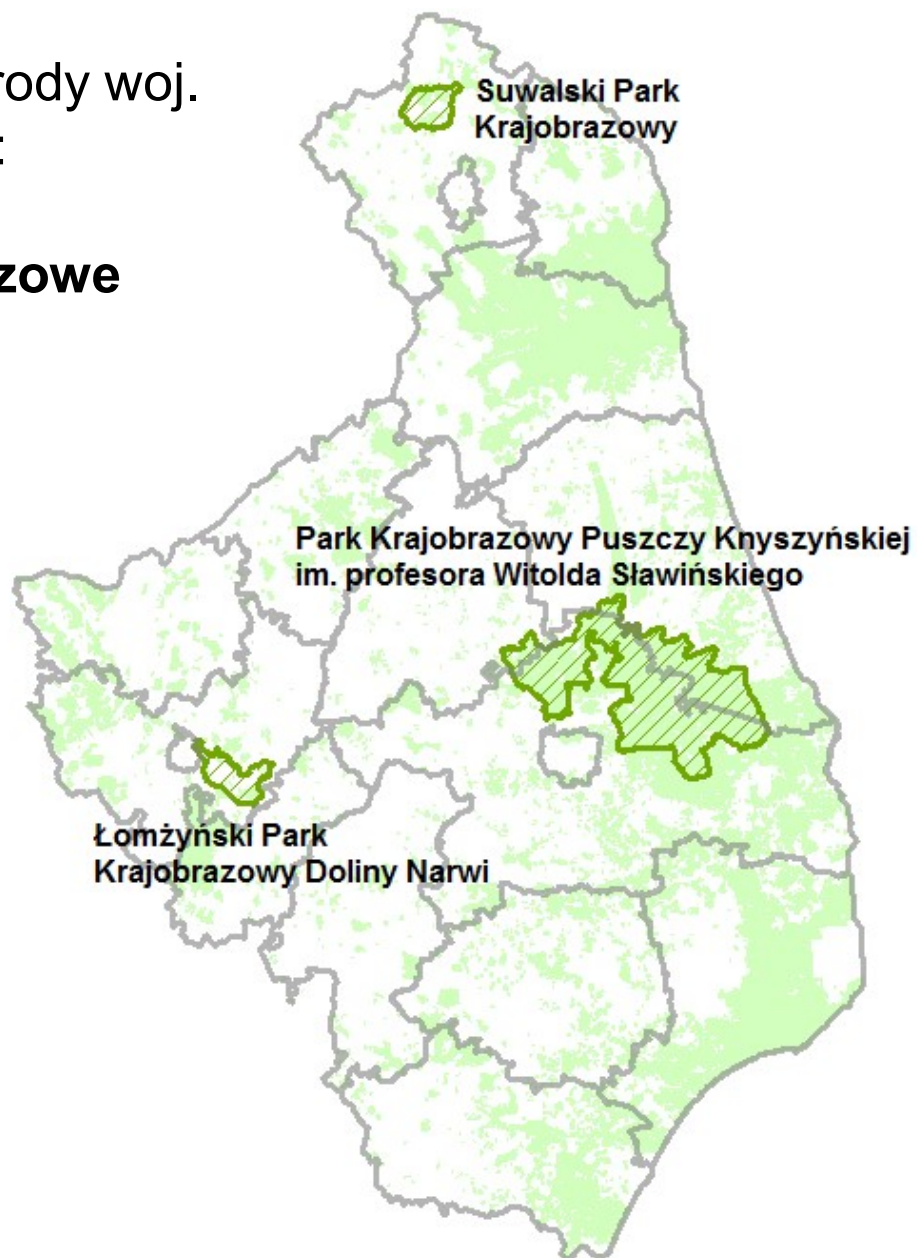 rody woj.
:
zowe
Suwalski Park
Krajobrazowy
Park Krajobrazowy Puszczy Knyszyńskiej
im. profesora Witolda Sławińskiego
Łomżyński Park
Krajobrazowy Doliny Narwi